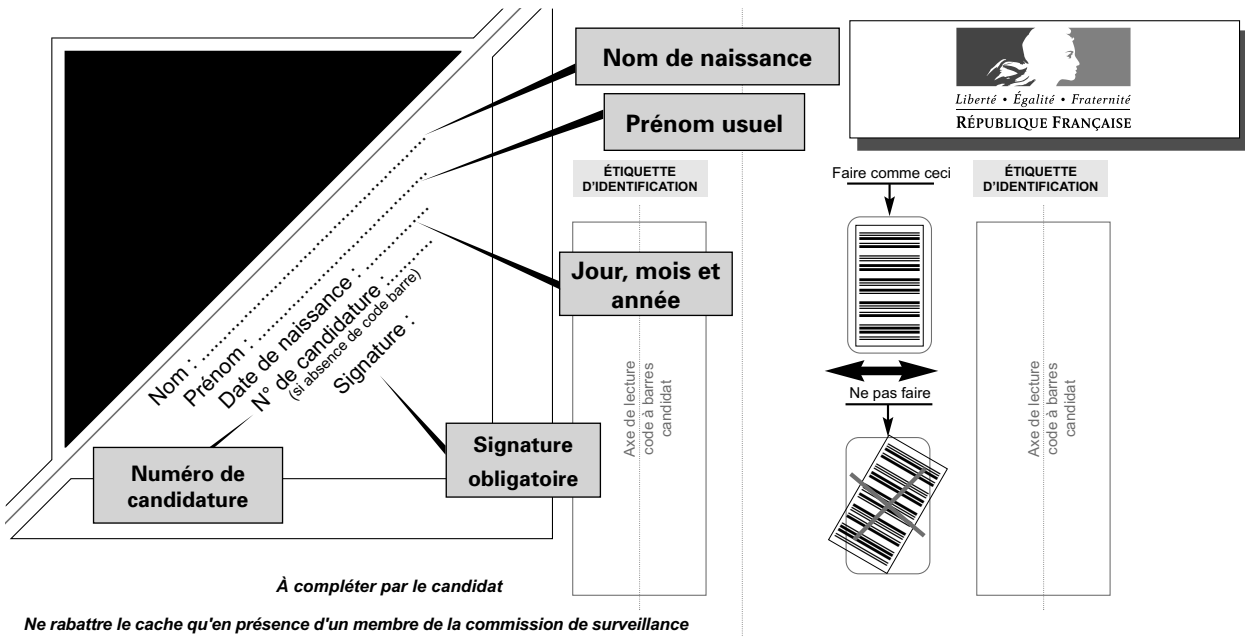 Nom de naissance
Prénom usuel
Jour, mois et
année
Nom : ..............................................
Prénom : ..........................................
Date de naissance : ..............
N° de candidature : ..........
(si absence de code barre)
Signature :
Numéro de
candidature
Signature
obligatoire
À compléter par le candidat
Ne rabattre le cache qu'en présence d'un membre de la commission de surveillance
ÉTIQUETTE
D'IDENTIFICATION
Axe de lecture
code à barres
candidat
Liberté • Égalité • Fraternité
RÉPUBLIQUE FRANÇAISE
Faire comme ceci
Ne pas faire
ÉTIQUETTE
D'IDENTIFICATION
Axe de lecture
code à barres
candidat